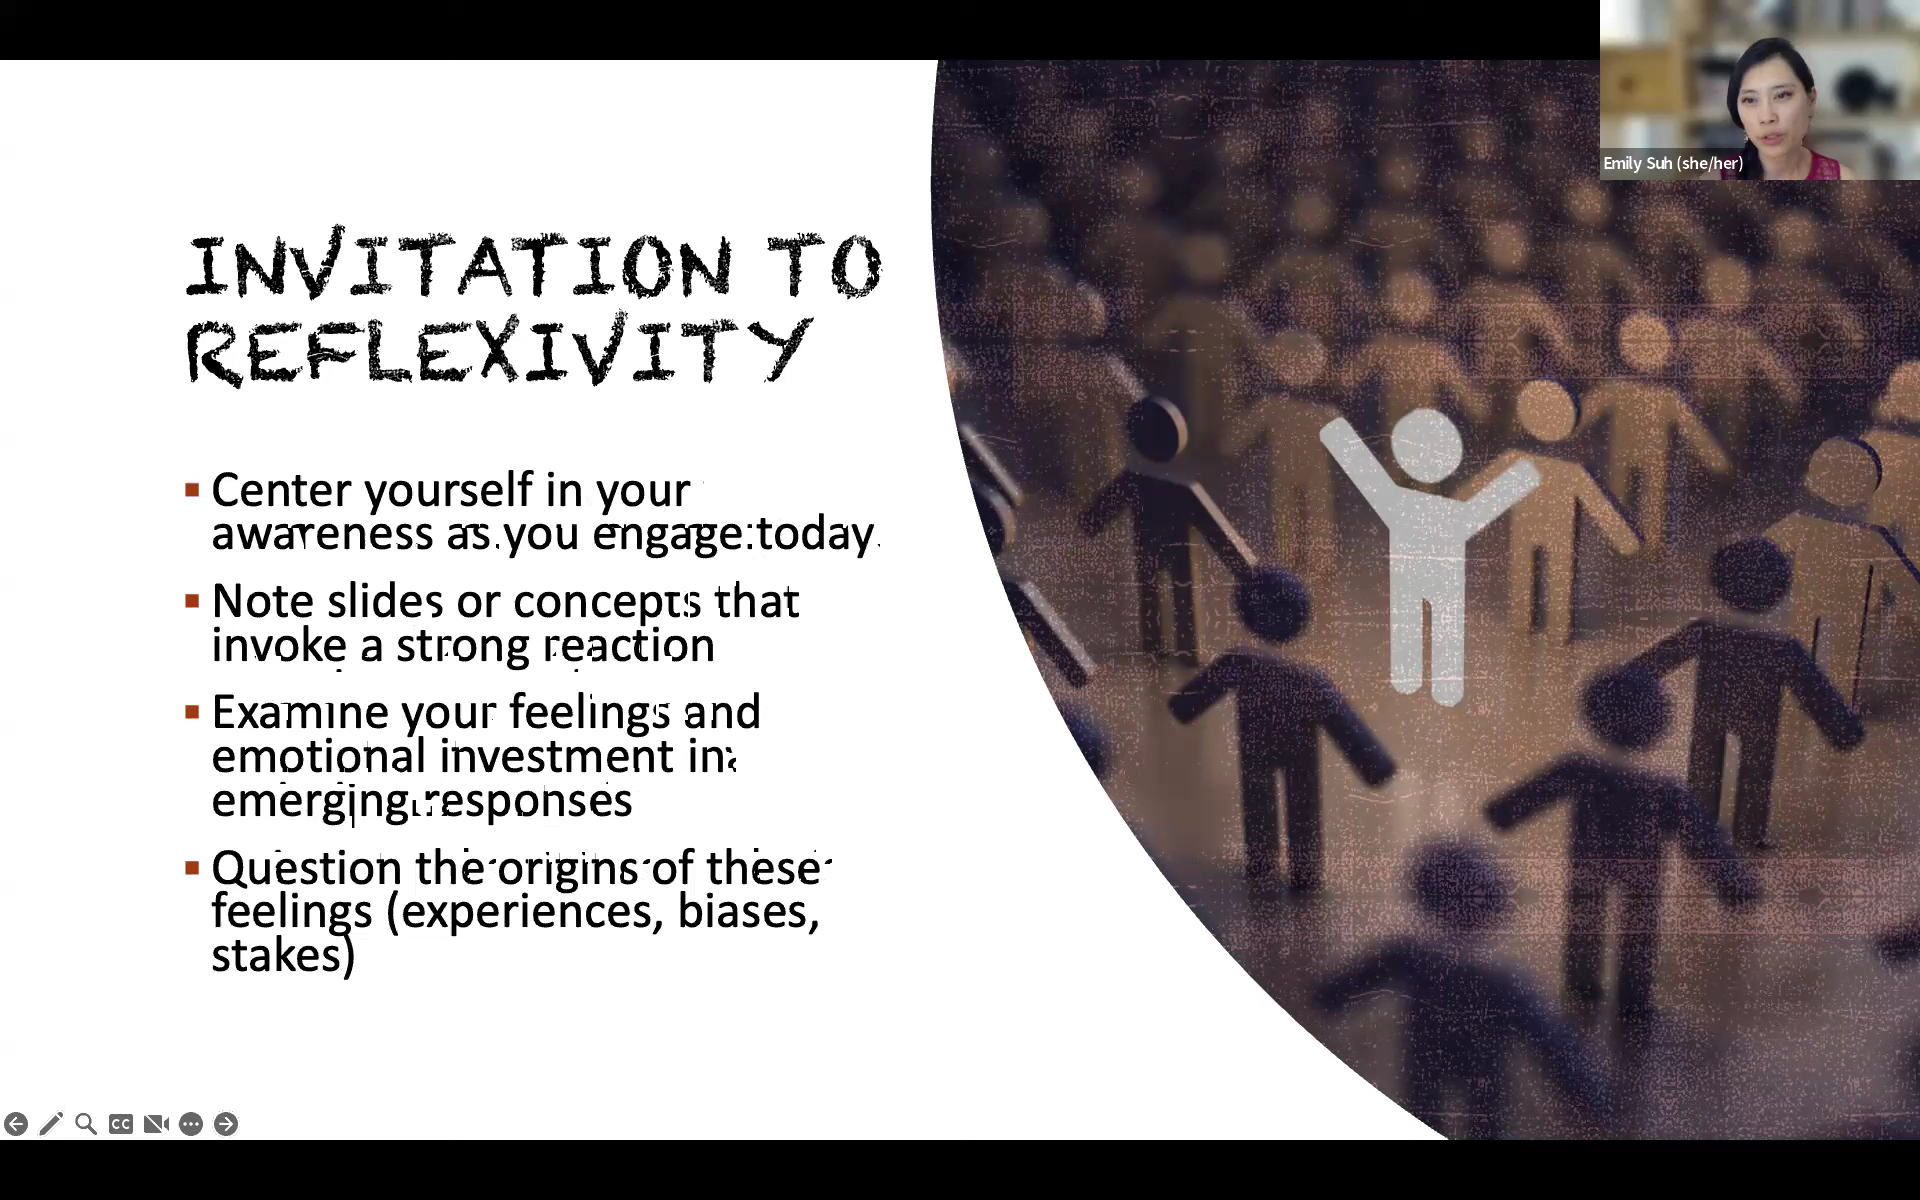 Emily Suh (she/her)
INVITATION TO
REFLEXIVITY
Center yourself in your
awareness as you engage today
Note slides or concepts that
invoke a strong reaction
Examine your feelings and
emotional investment in
emerging responses
Question the origins of these
feelings (experiences, biases,
stakes)
CC